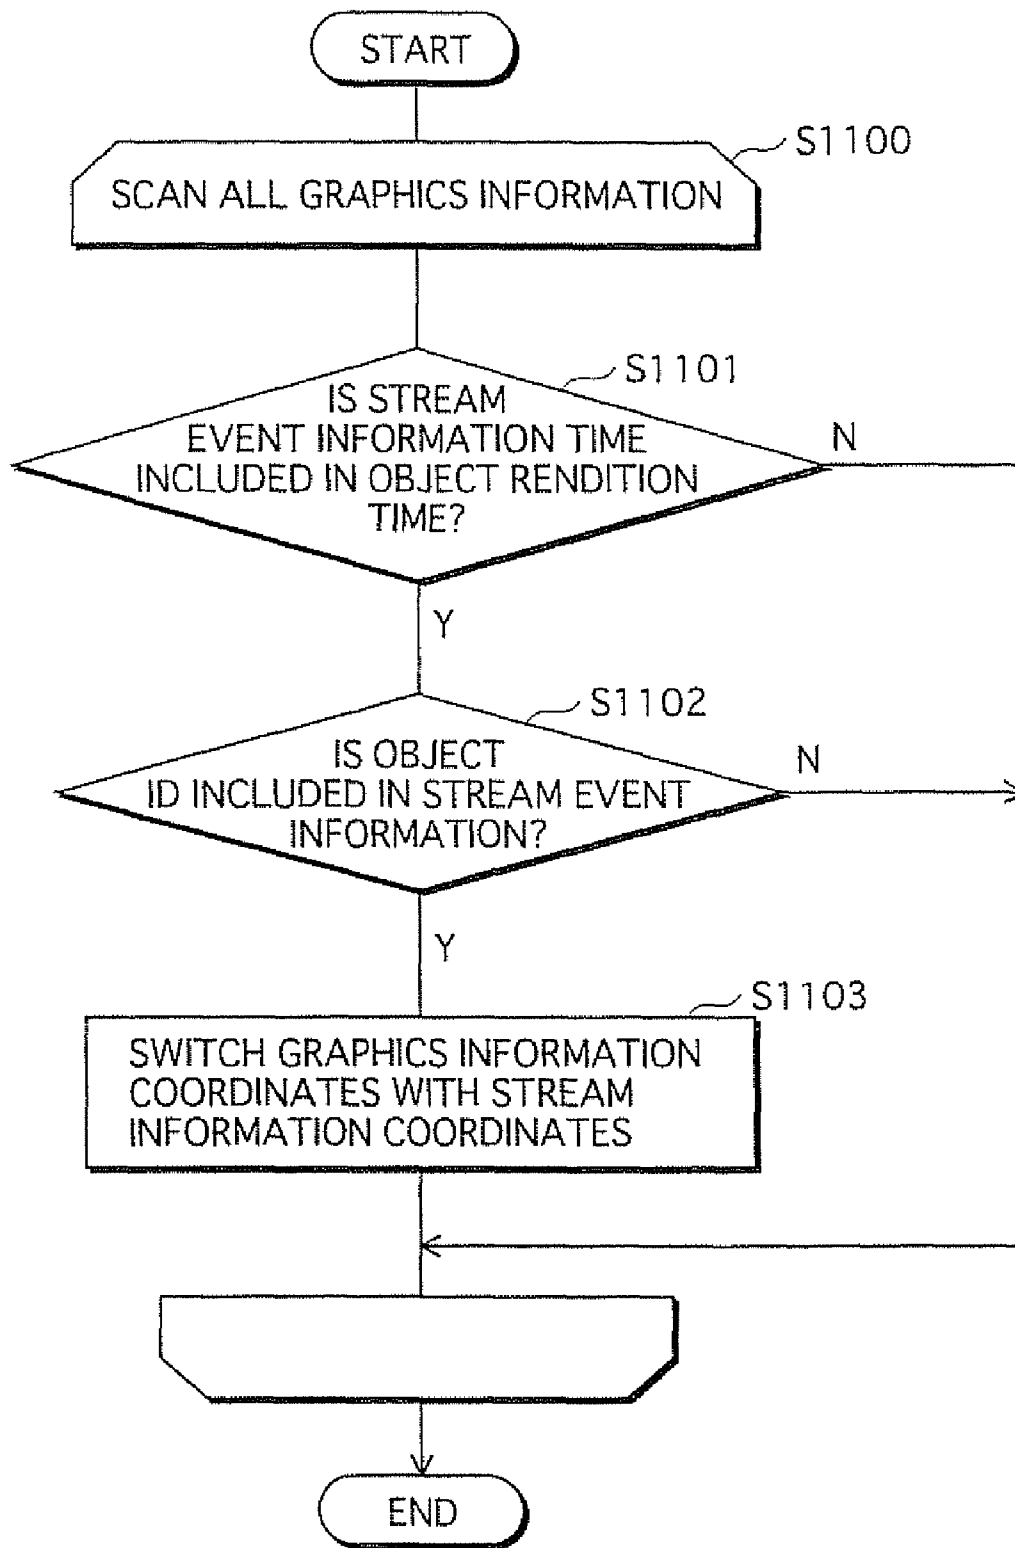 START
S1100
SCAN ALL GRAPHICS INFORMATION
S1101
IS STREAM
EVENT INFORMATION TIME
INCLUDED IN OBJECT RENDITION
TIME?
N
Y
S1102
IS OBJECT
ID INCLUDED IN STREAM EVENT
INFORMATION?
N
Y
S1103
SWITCH GRAPHICS INFORMATION
COORDINATES WITH STREAM
INFORMATION COORDINATES
END